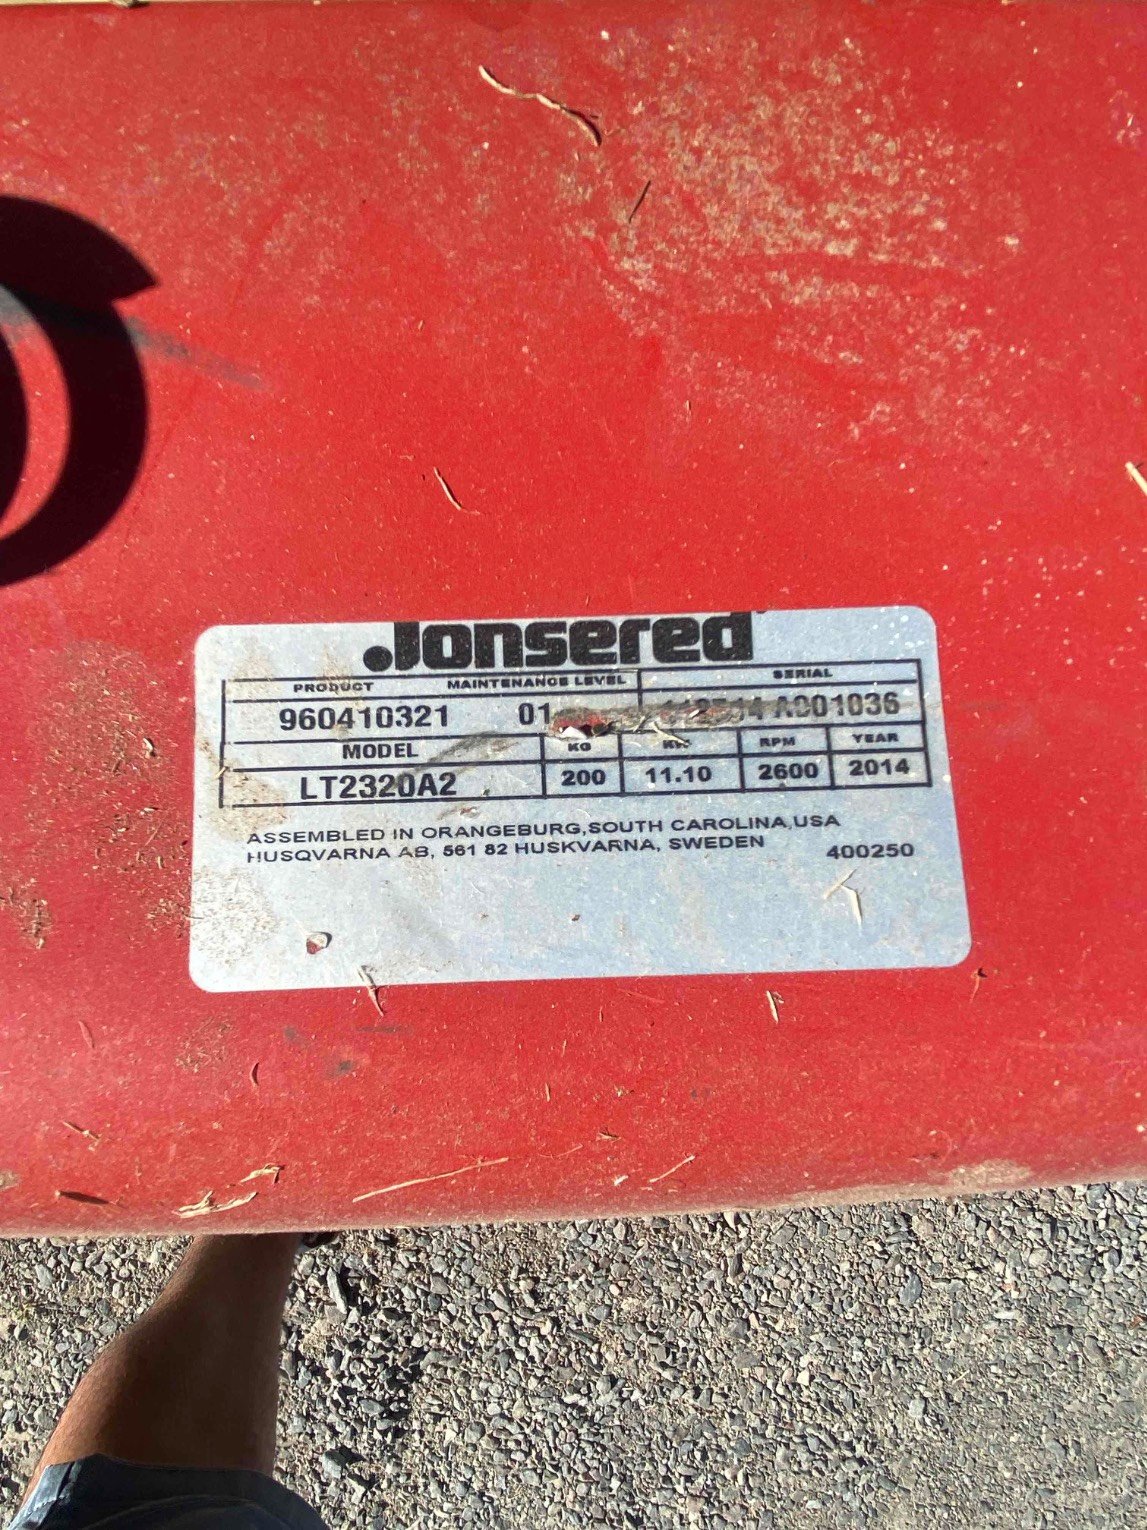 Jonsered
PRODUCT MAINTENANCE LEVEL SERIAL
960410321 01 A001036
MODEL KG RPM YEAR
LT2320A2 200 11.10 2600 2014
ASSEMBLED IN ORANGEBURG,SOUTH CAROLINA,USA
HUSQVARNA AB, 561 82 HUSKVARNA, SWEDEN 400250